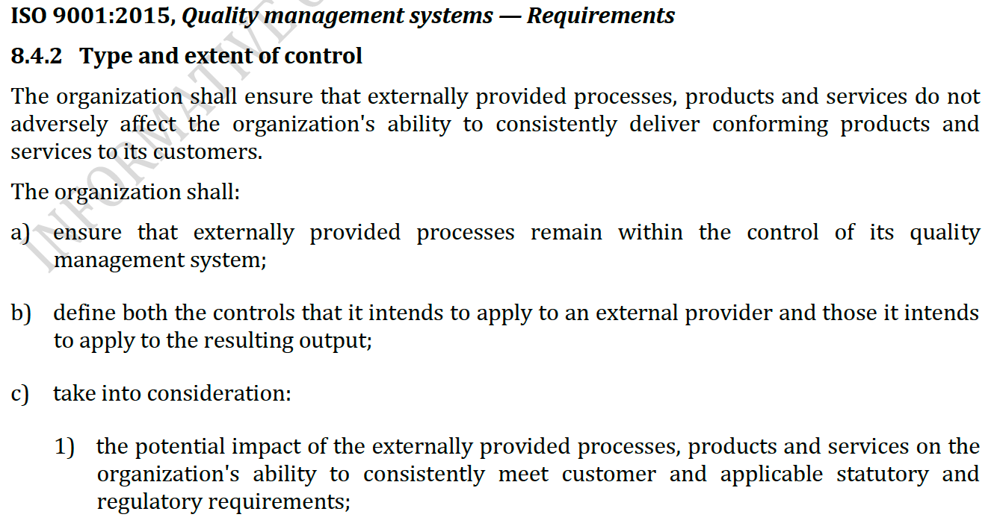 ISO 9001:2015, Quality management systems — Requirements
8.4.2 Type and extent of control
The organization shall ensure that externally provided processes, products and services do not
adversely affect the organization's ability to consistently deliver conforming products and
services to its customers.
The organization shall:
a) ensure that externally provided processes remain within the control of its quality
management system;
b) define both the controls that it intends to apply to an external provider and those it intends
to apply to the resulting output;
c) take into consideration:
1) the potential impact of the externally provided processes, products and services on the
organization's ability to consistently meet customer and applicable statutory and
regulatory requirements;
INFORMATIVE